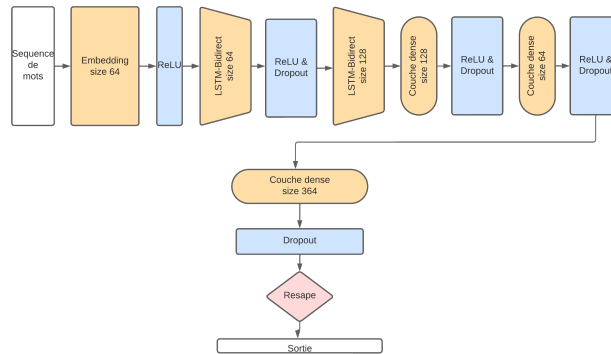 Sequence
de
mots
Embedding
size 64
ReLU
LSTM-Bidirect
size 64
ReLU &
Dropout
LSTM-Bidirect
size 128
Couche dense
size 128
ReLU &
Dropout
Couche dense
size 64
ReLU &
Dropout
Couche dense
size 364
Dropout
Resape
Sortie